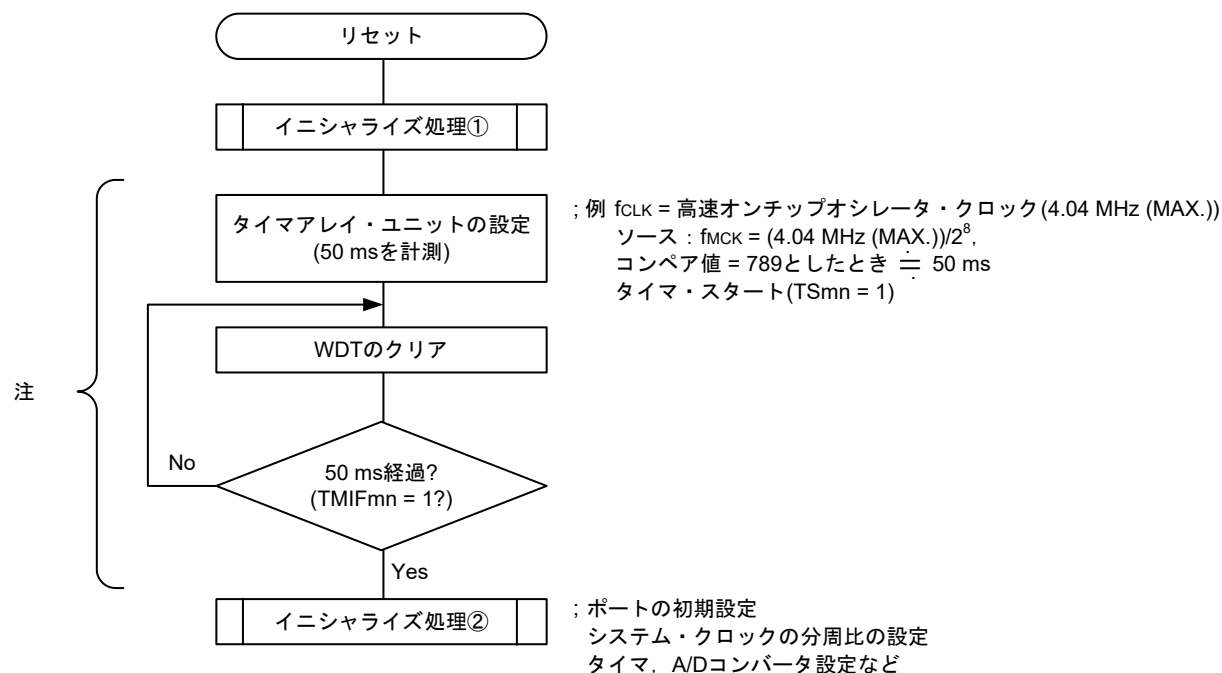 リセット
イニシャライズ処理①
タイマアレイ・ユニットの設定
(50 msを計測)
; 例 fCLK = 高速オンチップオシレータ・クロック(4.04 MHz (MAX.))
ソース : fMCK = (4.04 MHz (MAX.))/2⁸,
コンペア値 = 789としたとき ≒ 50 ms
タイマ・スタート(TSmn = 1)
WDTのクリア
注
No
50 ms経過?
(TMIFmn = 1?)
Yes
イニシャライズ処理②
; ポートの初期設定
システム・クロックの分周比の設定
タイマ，A/Dコンバータ設定など